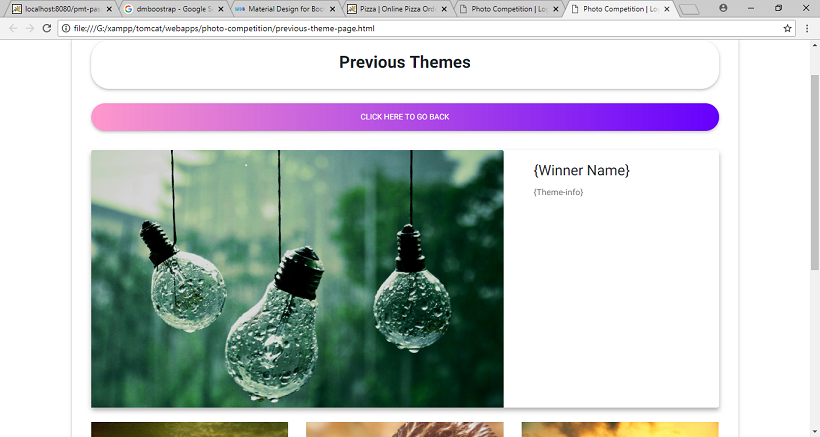 localhost:8080/pmt-pas
dmboostrap - Google S
Material Design for Boo
Pizza | Online Pizza Ord
Photo Competition | Lo
Photo Competition | Lo
file:///G:/xampp/tomcat/webapps/photo-competition/previous-theme-page.html
Previous Themes
CLICK HERE TO GO BACK
{Winner Name}
{Theme-info}